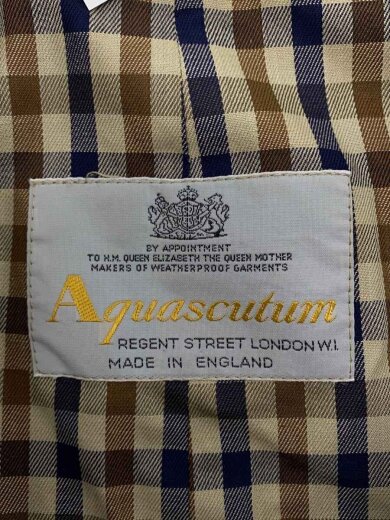 BY APPOINTMENT
TO H.M. QUEEN ELIZABETH THE QUEEN MOTHER
MAKERS OF WEATHERPROOF GARMENTS
Aquascutum
REGENT STREET LONDON W.I.
MADE IN ENGLAND